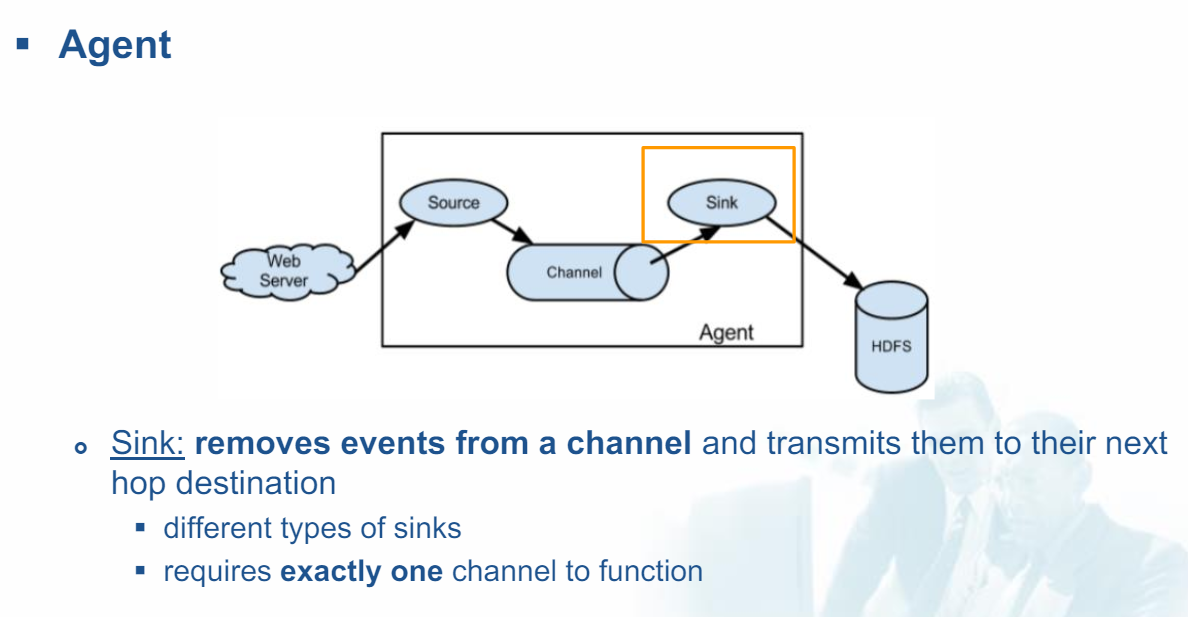 ▪ Agent
Source
Sink
Web
Server
Channel
Agent
HDFS
Sink: removes events from a channel and transmits them to their next
hop destination
▪ different types of sinks
▪ requires exactly one channel to function